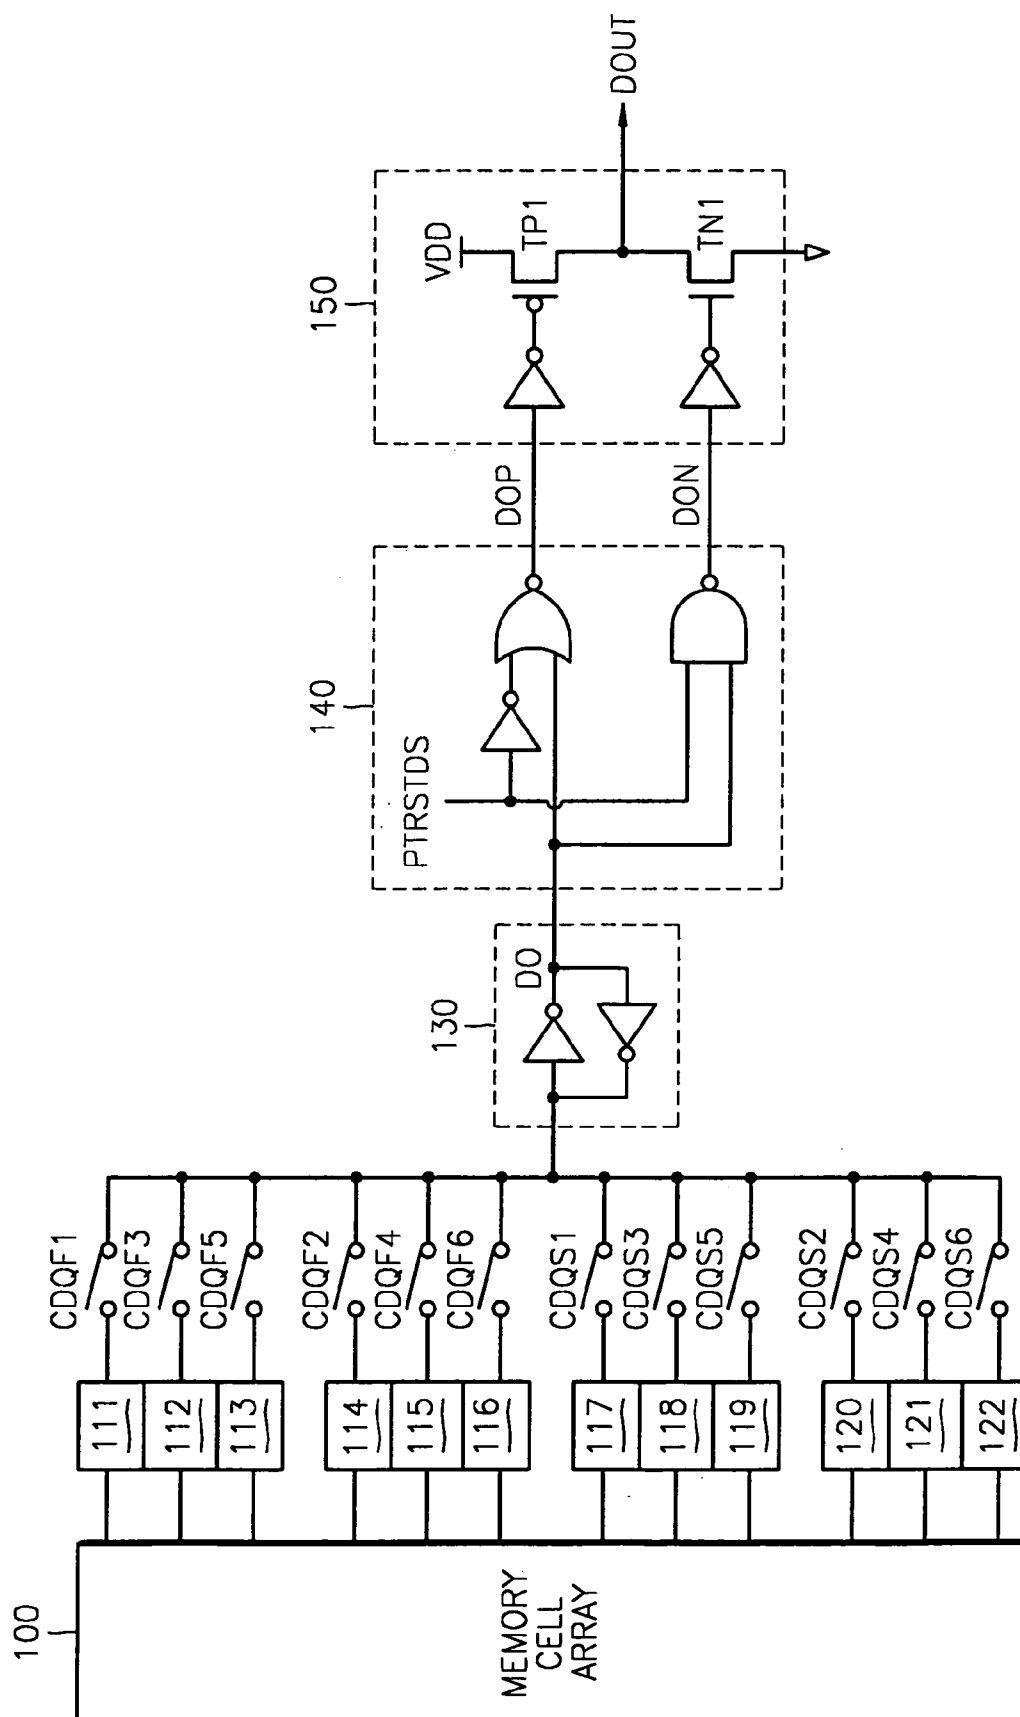 100
MEMORY
CELL
ARRAY
111
112
113
114
115
116
117
118
119
120
121
122
CDQF1
CDQF3
CDQF5
CDQF2
CDQF4
CDQF6
CDQS1
CDQS3
CDQS5
CDQS2
CDQS4
CDQS6
130
DO
140
PTRSTDS
DOP
DON
150
VDD
TP1
TN1
DOUT